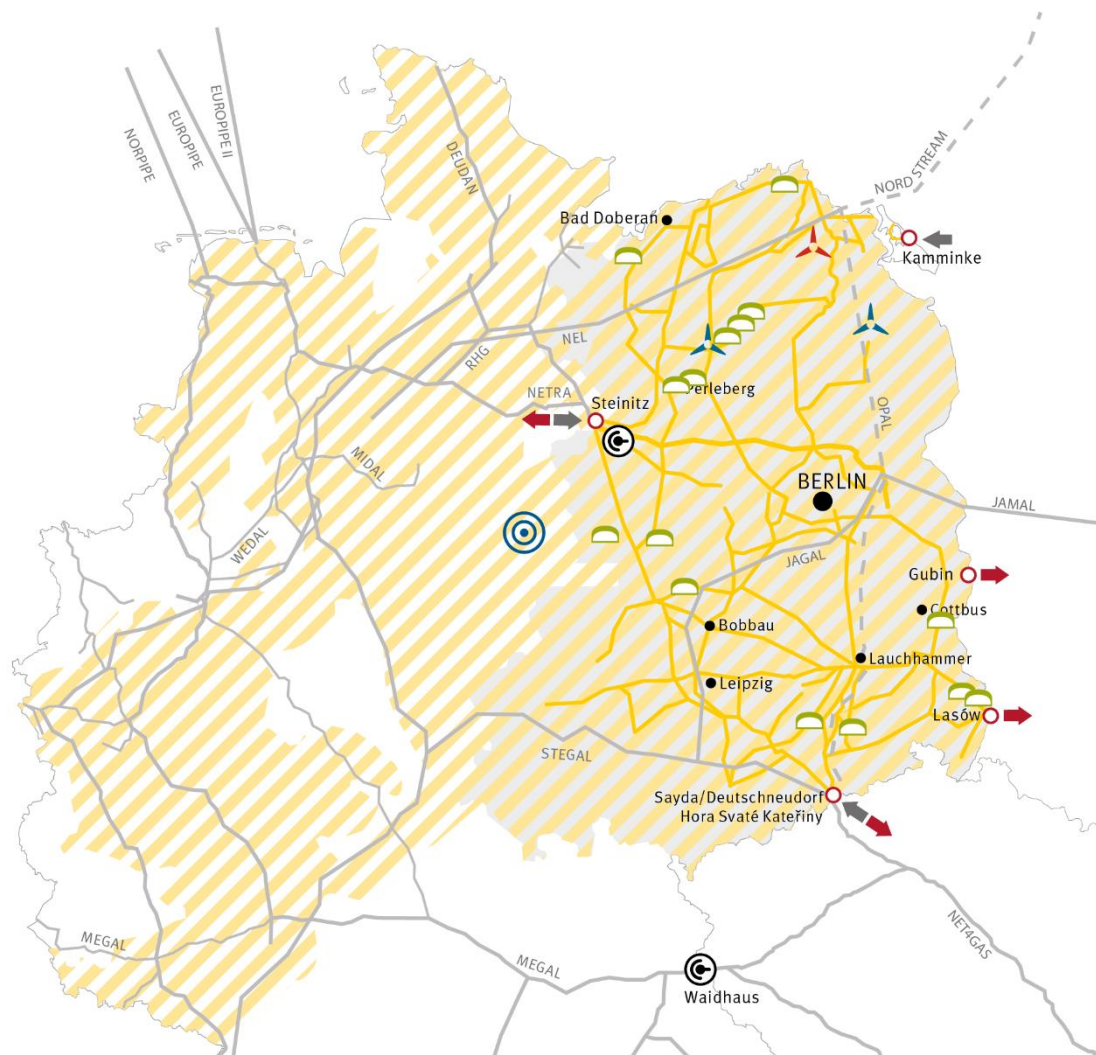 EUROPIPE II
EUROPIPE
NORPIPE
DEUDAN
NORD STREAM
Bad Doberan
Kamminke
NEL
RHG
NETRA
Steinitz
Perleberg
OPAL
MIDAL
BERLIN
JAMAL
WEDAL
JAGAL
Gubin
Cottbus
Bobbau
Lauchhammer
Leipzig
Lasów
STEGAL
Sayda/Deutschneudorf
Hora Svaté Kateřiny
MEGAL
MEGAL
NET4GAS
Waidhaus